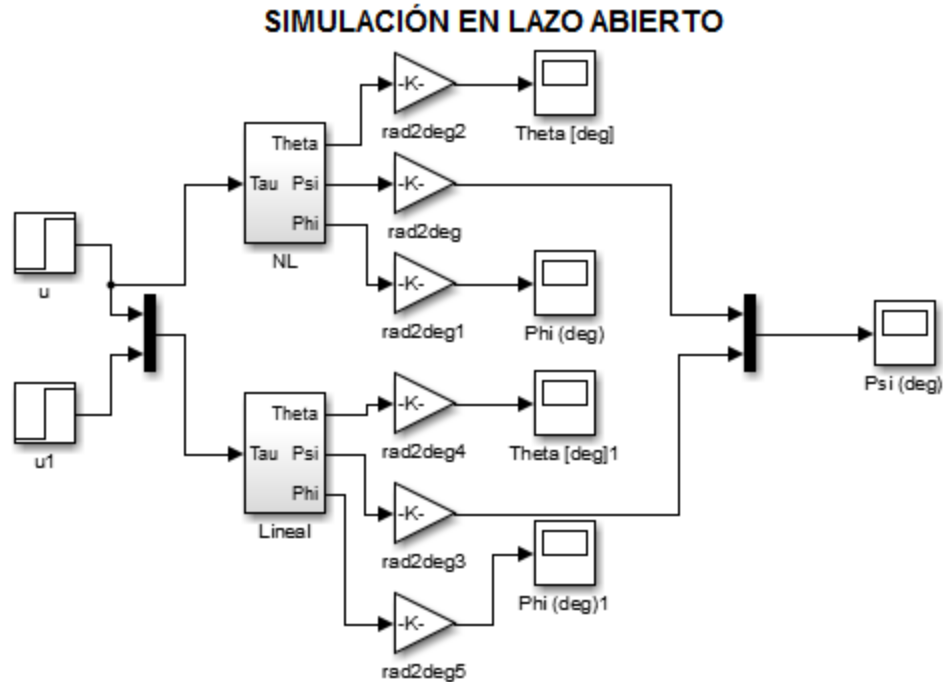 SIMULACIÓN EN LAZO ABIERTO
-K-
rad2deg2
Theta [deg]
Theta
Tau
Psi
Phi
NL
-K-
rad2deg
u
-K-
rad2deg1
Phi (deg)
Psi (deg)
u1
Theta
Tau
Psi
Phi
Lineal
-K-
rad2deg4
Theta [deg]1
-K-
rad2deg3
Phi (deg)1
-K-
rad2deg5